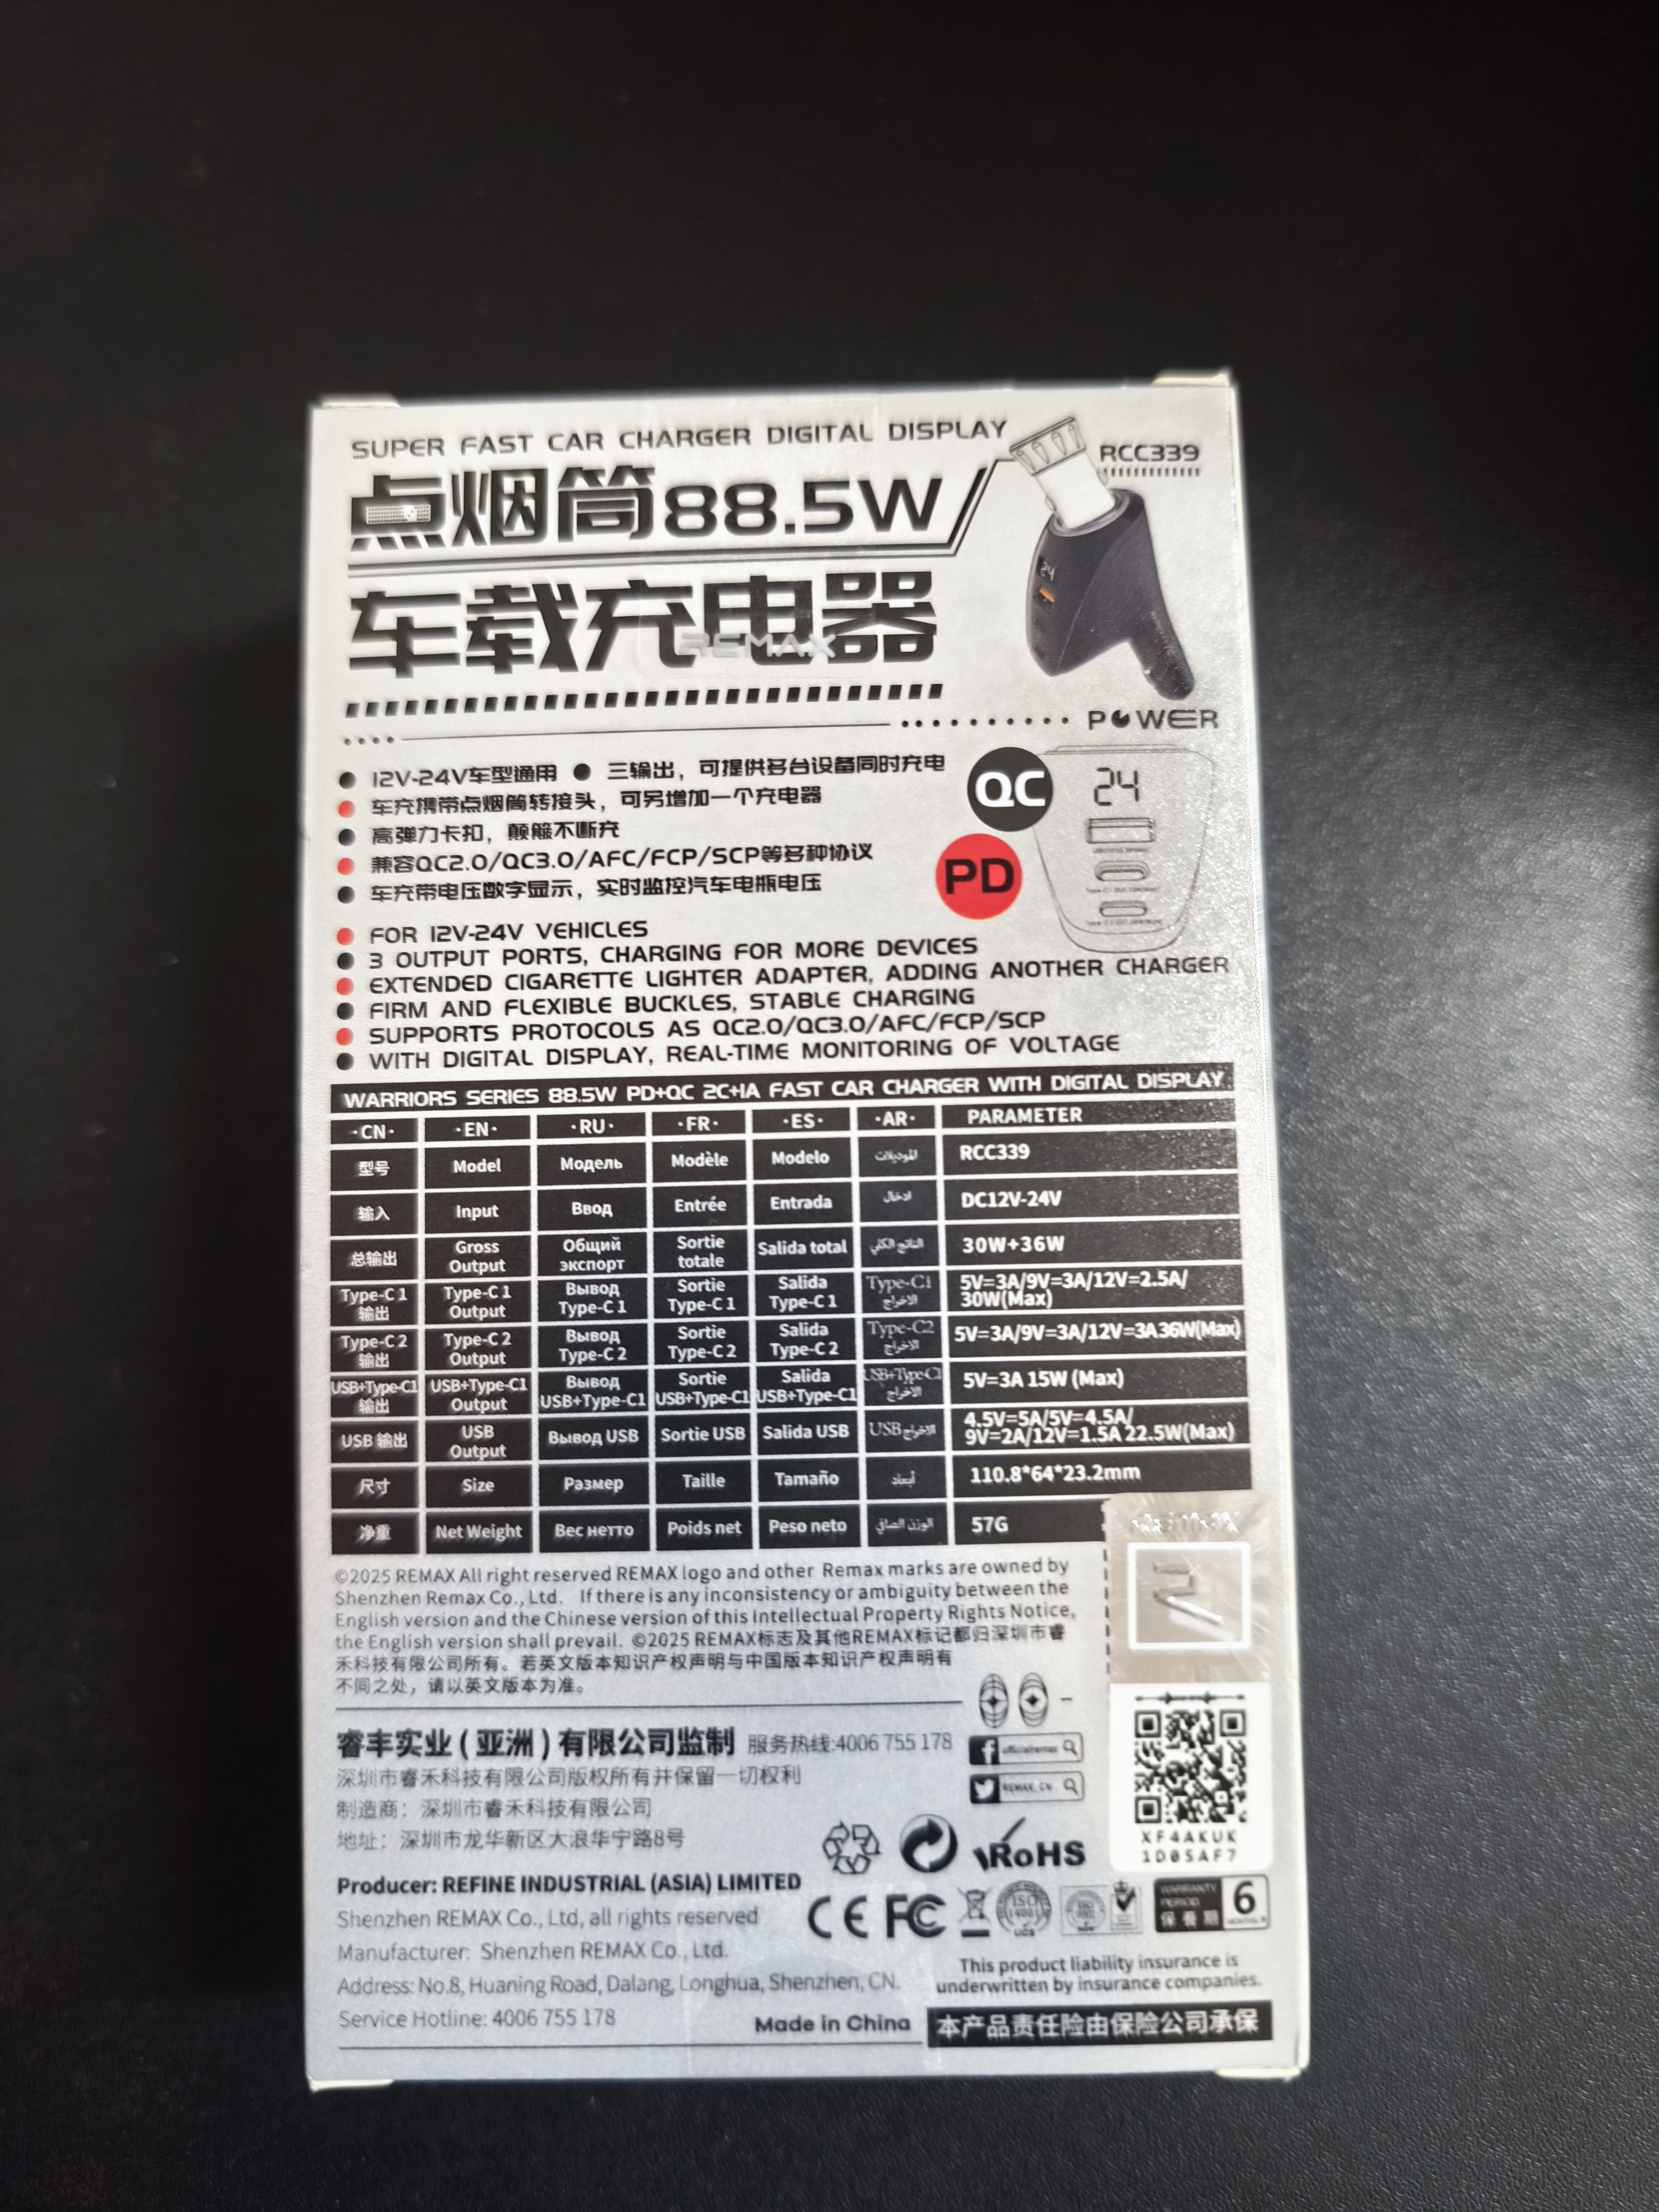 SUPER FAST CAR CHARGER DIGITAL DISPLAY
RCC339
点烟筒88.5W
车载充电器
REMAX
POWER
12V-24V车型通用 三输出，可提供多台设备同时充电
车充携带点烟筒转接头，可另增加一个充电器
高弹力卡扣，颠簸不断充
兼容QC2.0/QC3.0/AFC/FCP/SCP等多种协议
车充带电压数字显示，实时监控汽车电瓶电压
QC
PD
24
FOR 12V-24V VEHICLES
3 OUTPUT PORTS, CHARGING FOR MORE DEVICES
EXTENDED CIGARETTE LIGHTER ADAPTER, ADDING ANOTHER CHARGER
FIRM AND FLEXIBLE BUCKLES, STABLE CHARGING
SUPPORTS PROTOCOLS AS QC2.0/QC3.0/AFC/FCP/SCP
WITH DIGITAL DISPLAY, REAL-TIME MONITORING OF VOLTAGE
WARRIORS SERIES 88.5W PD+QC 2C+1A FAST CAR CHARGER WITH DIGITAL DISPLAY
·CN· ·EN· ·RU· ·FR· ·ES· ·AR· PARAMETER
型号 Model Модель Modèle Modelo الموديلات RCC339
输入 Input Ввод Entrée Entrada ادخال DC12V-24V
总输出 Gross Output Общий экспорт Sortie totale Salida total الناتج الكلي 30W+36W
Type-C 1 输出 Type-C 1 Output Вывод Type-C 1 Sortie Type-C 1 Salida Type-C 1 Type-C1 الاخراج 5V=3A/9V=3A/12V=2.5A/ 30W(Max)
Type-C 2 输出 Type-C 2 Output Вывод Type-C 2 Sortie Type-C 2 Salida Type-C 2 Type-C2 الاخراج 5V=3A/9V=3A/12V=3A36W(Max)
USB+Type-C1 输出 USB+Type-C1 Output Вывод USB+Type-C1 Sortie USB+Type-C1 Salida USB+Type-C1 USB+Type-C1 الاخراج 5V=3A 15W (Max)
USB 输出 USB Output Вывод USB Sortie USB Salida USB USB الاخراج 4.5V=5A/5V=4.5A/ 9V=2A/12V=1.5A 22.5W(Max)
尺寸 Size Размер Taille Tamaño أبعاد 110.8*64*23.2mm
净重 Net Weight Вес нетто Poids net Peso neto الوزن الصافي 57G
©2025 REMAX All right reserved REMAX logo and other Remax marks are owned by
Shenzhen Remax Co., Ltd. If there is any inconsistency or ambiguity between the
English version and the Chinese version of this Intellectual Property Rights Notice,
the English version shall prevail. ©2025 REMAX标志及其他REMAX标记都归深圳市睿
禾科技有限公司所有。若英文版本知识产权声明与中国版本知识产权声明有
不同之处，请以英文版本为准。
睿丰实业(亚洲)有限公司监制 服务热线:4006 755 178
深圳市睿禾科技有限公司版权所有并保留一切权利
制造商：深圳市睿禾科技有限公司
地址：深圳市龙华新区大浪华宁路8号
officialremax
REMAX_CN
XF4AKUK
1D05AF7
RoHS
Producer: REFINE INDUSTRIAL (ASIA) LIMITED
Shenzhen REMAX Co., Ltd, all rights reserved
Manufacturer: Shenzhen REMAX Co., Ltd.
Address: No.8, Huaning Road, Dalang, Longhua, Shenzhen, CN.
Service Hotline: 4006 755 178
CE FC
ISO
WARRANTY PERIOD 保養期 6 MONTHS
This product liability insurance is
underwritten by insurance companies.
Made in China
本产品责任险由保险公司承保